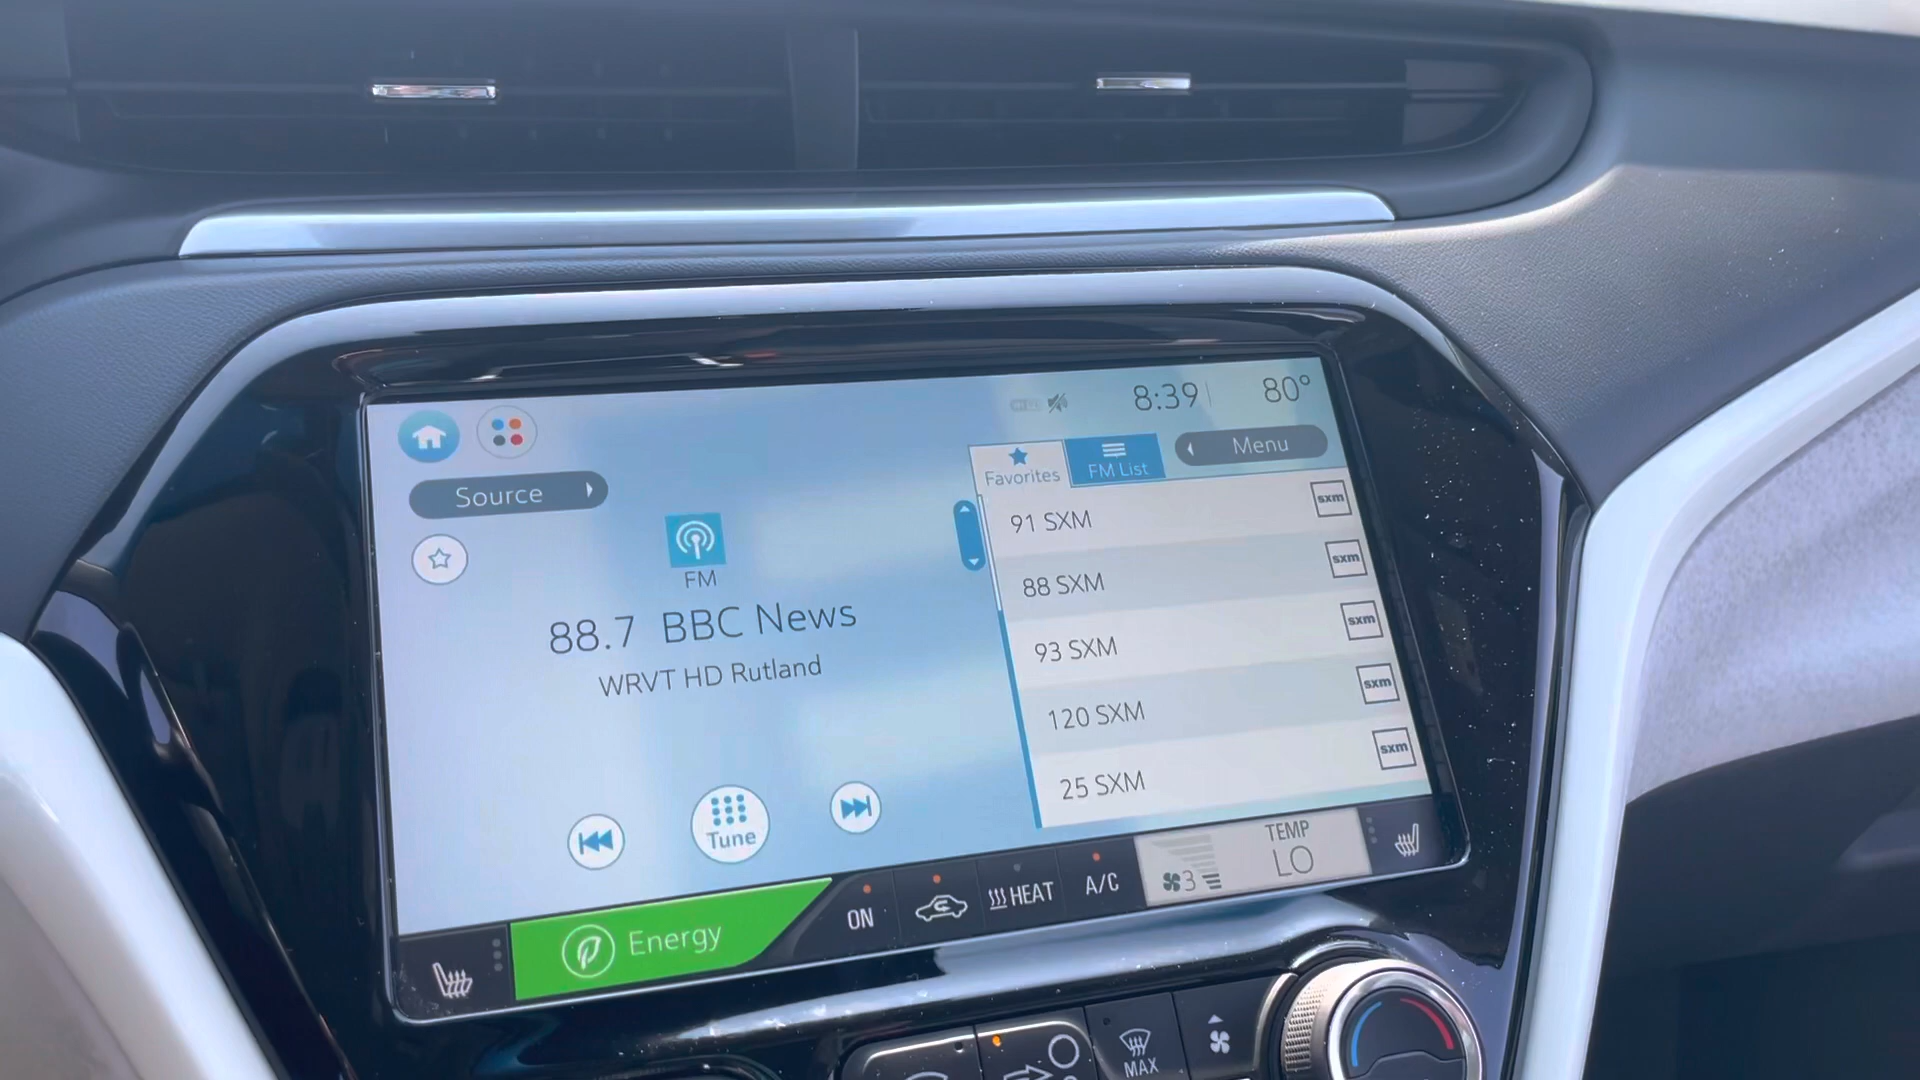 8:39 80°
Source
Favorites
FM List
Menu
FM
88.7 BBC News
WRVT HD Rutland
91 SXM sxm
88 SXM sxm
93 SXM sxm
120 SXM sxm
25 SXM sxm
Tune
Energy
ON
HEAT
A/C
3
TEMP
LO
MAX